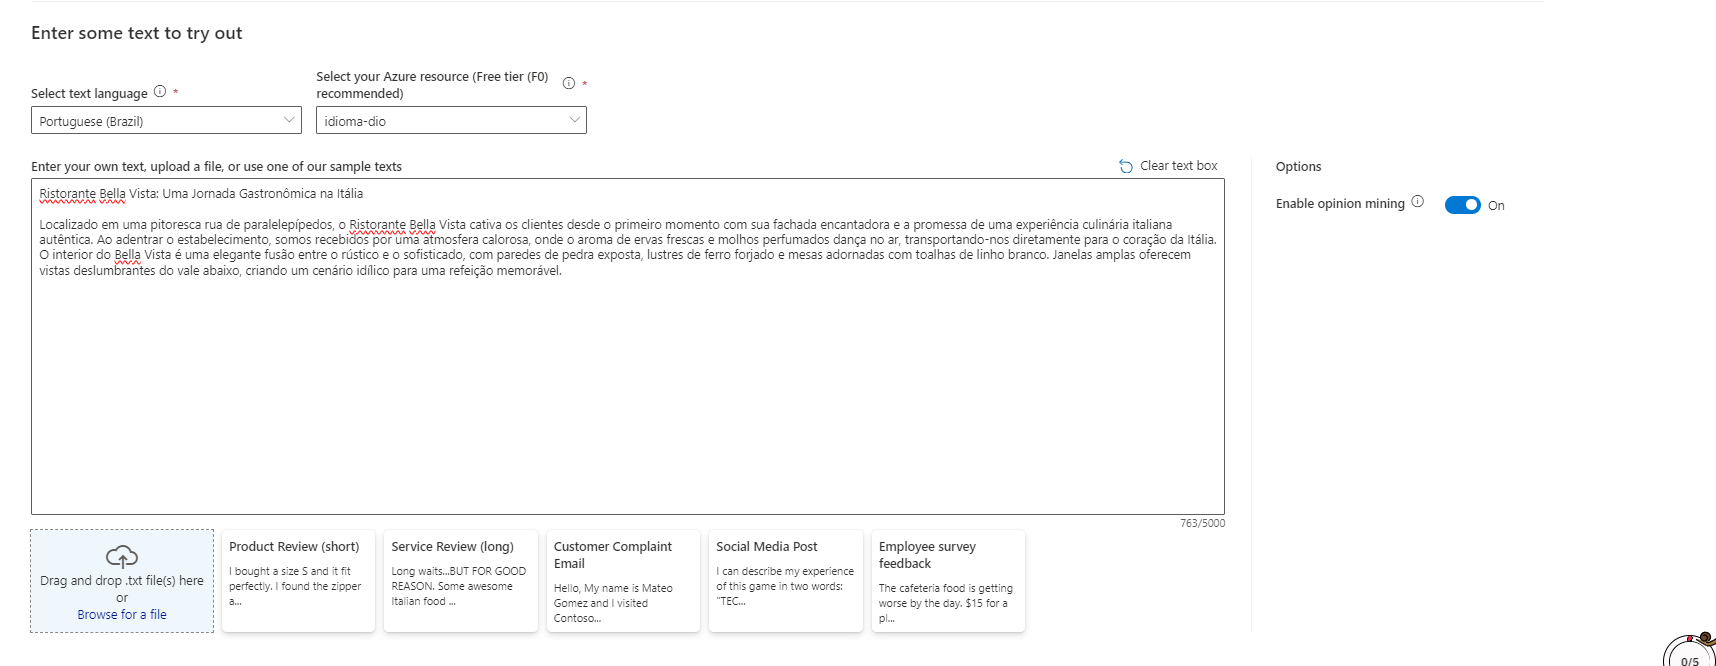 Enter some text to try out
Select text language
*
Select your Azure resource (Free tier (F0)
recommended)
*
Portuguese (Brazil)
idioma-dio
Enter your own text, upload a file, or use one of our sample texts
Clear text box
Ristorante Bella Vista: Uma Jornada Gastronômica na Itália
Localizado em uma pitoresca rua de paralelepípedos, o Ristorante Bella Vista cativa os clientes desde o primeiro momento com sua fachada encantadora e a promessa de uma experiência culinária italiana
autêntica. Ao adentrar o estabelecimento, somos recebidos por uma atmosfera calorosa, onde o aroma de ervas frescas e molhos perfumados dança no ar, transportando-nos diretamente para o coração da Itália.
O interior do Bella Vista é uma elegante fusão entre o rústico e o sofisticado, com paredes de pedra exposta, lustres de ferro forjado e mesas adornadas com toalhas de linho branco. Janelas amplas oferecem
vistas deslumbrantes do vale abaixo, criando um cenário idílico para uma refeição memorável.
763/5000
Options
Enable opinion mining
On
Drag and drop .txt file(s) here
or
Browse for a file
Product Review (short)
I bought a size S and it fit
perfectly. I found the zipper
a...
Service Review (long)
Long waits...BUT FOR GOOD
REASON. Some awesome
Italian food ...
Customer Complaint
Email
Hello, My name is Mateo
Gomez and I visited
Contoso...
Social Media Post
I can describe my experience
of this game in two words:
"TEC...
Employee survey
feedback
The cafeteria food is getting
worse by the day. $15 for a
pl...
0/5